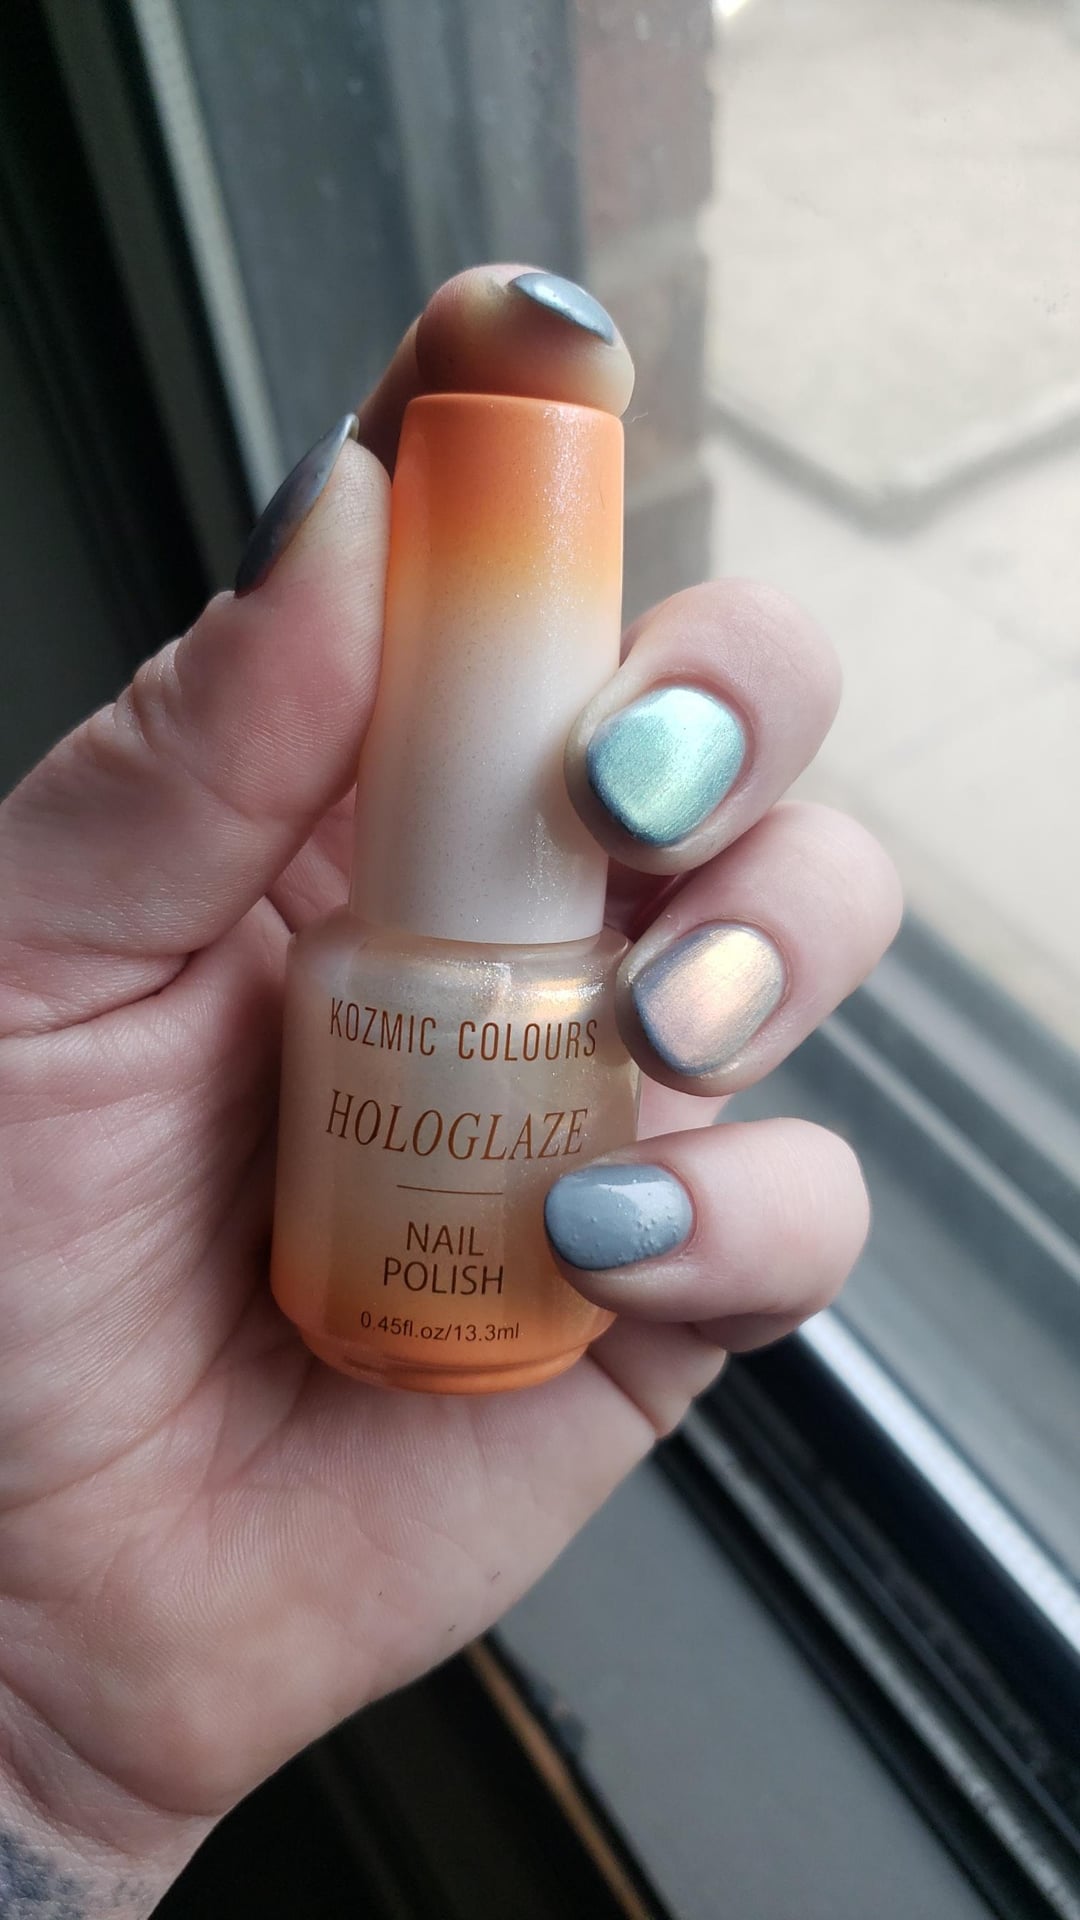 KOZMIC COLOURS
HOLOGLAZE
NAIL
POLISH
0.45fl.oz/13.3ml